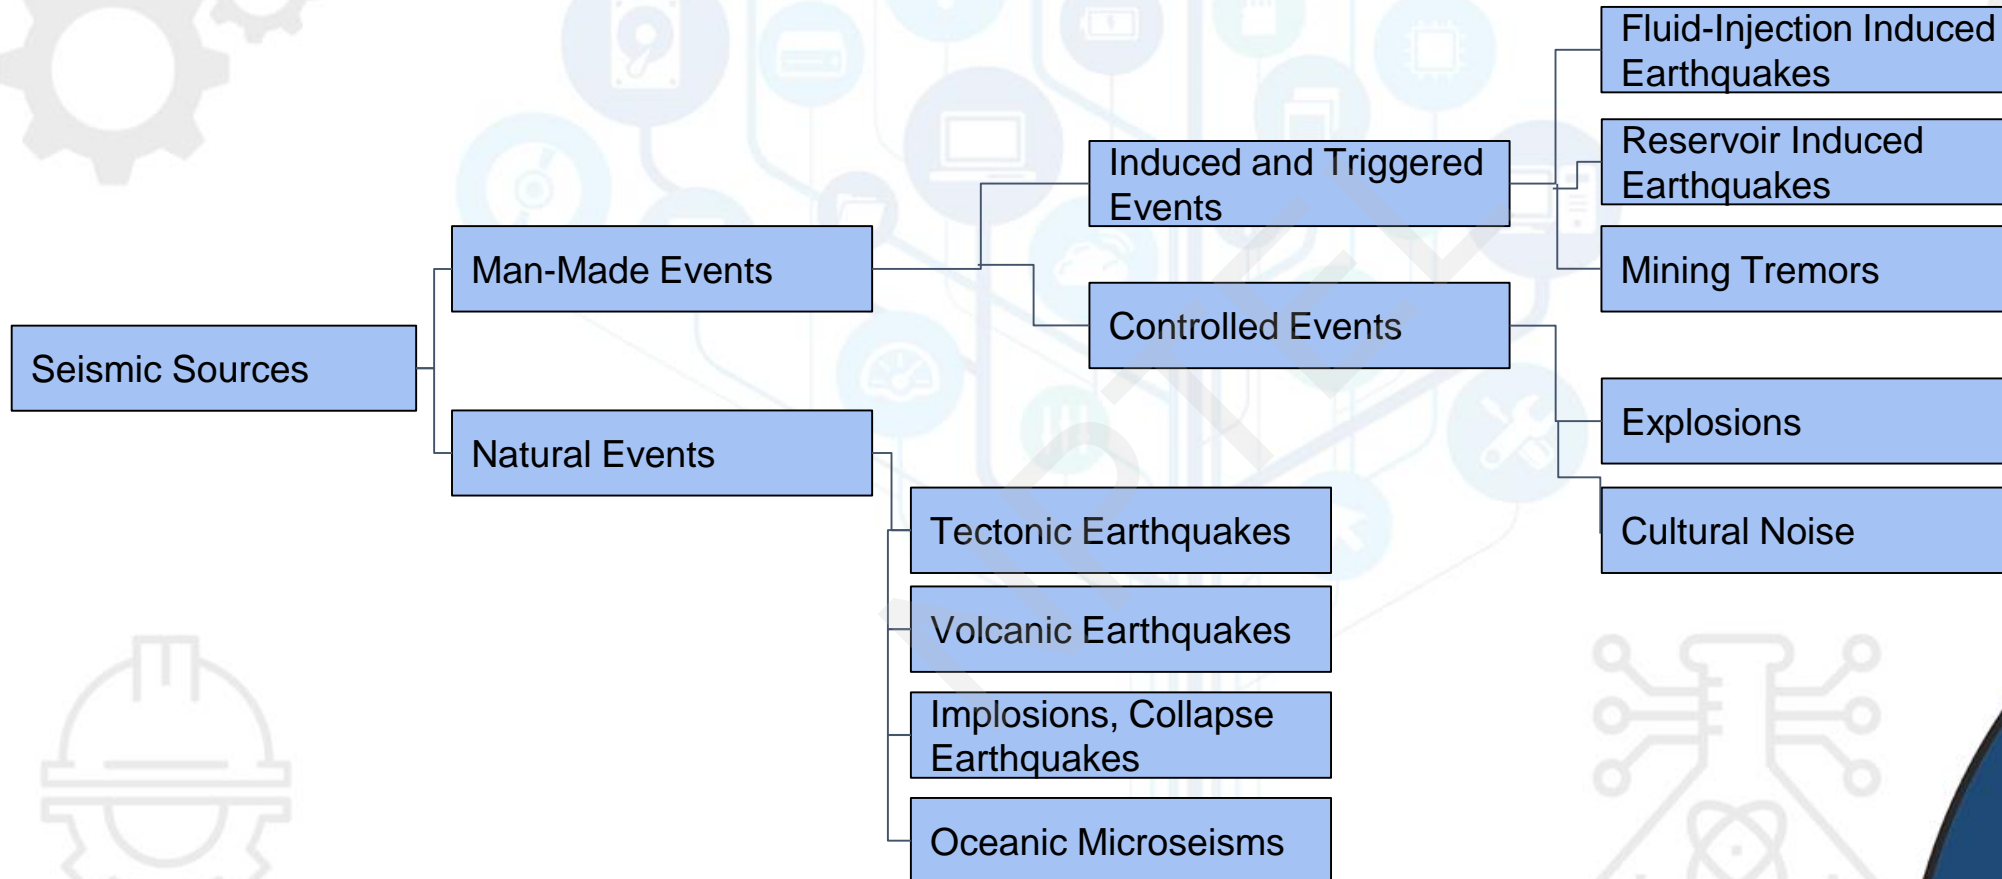 Seismic Sources
Man-Made Events
Natural Events
Induced and Triggered
Events
Controlled Events
Fluid-Injection Induced
Earthquakes
Reservoir Induced
Earthquakes
Mining Tremors
Explosions
Cultural Noise
Tectonic Earthquakes
Volcanic Earthquakes
Implosions, Collapse
Earthquakes
Oceanic Microseisms
NPTEL